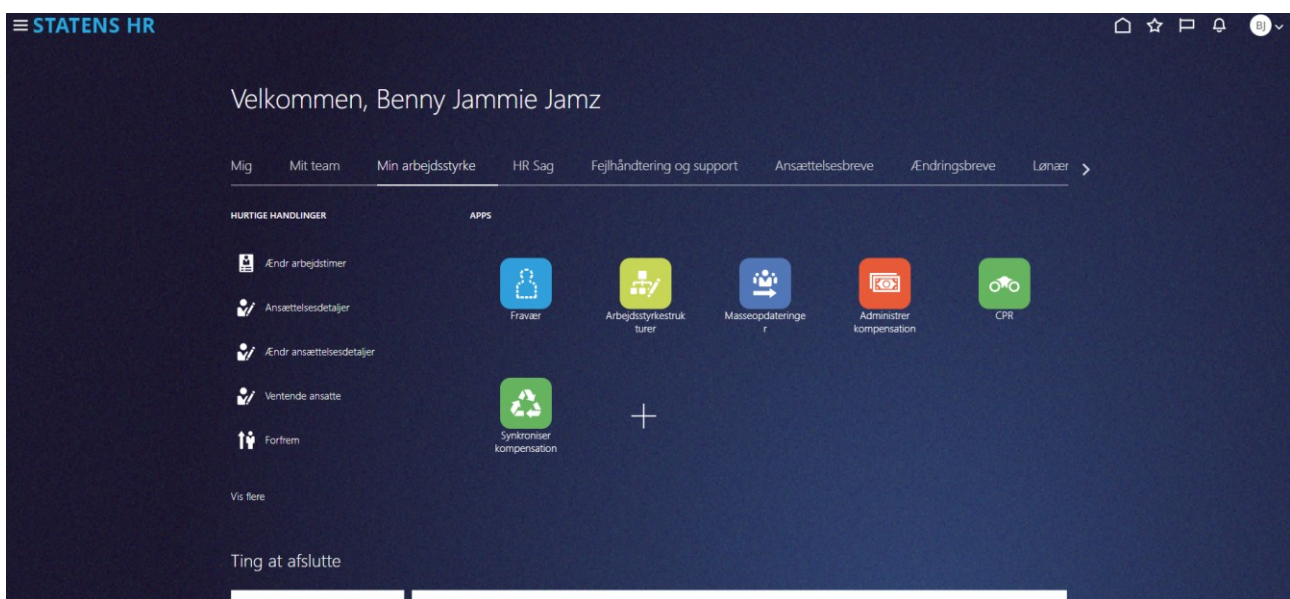 STATENS HR
BJ
Velkommen, Benny Jammie Jamz
Mig Mit team Min arbejdsstyrke HR Sag Fejlhåndtering og support Ansættelsesbreve Ændringsbreve Lønær
HURTIGE HANDLINGER
Ændr arbejdstimer
Ansættelsesdetaljer
Ændr ansættelsesdetaljer
Ventende ansatte
Forfrem
Vis flere
APPS
Fravær
Arbejdsstyrkestruk
turer
Masseopdateringe
r
Administrer
kompensation
CPR
Synkroniser
kompensation
Ting at afslutte